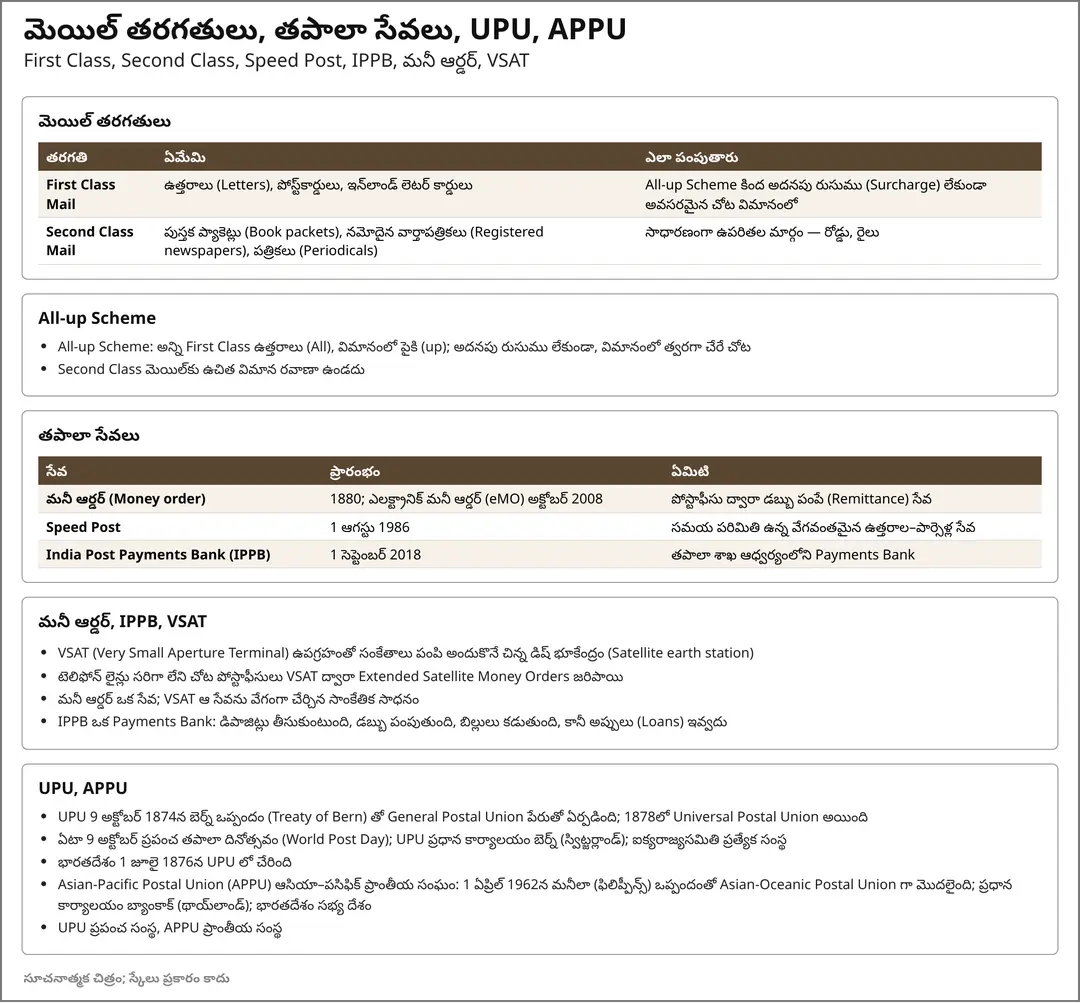 మెయిల్ తరగతులు, తపాలా సేవలు, UPU, APPU
First Class, Second Class, Speed Post, IPPB, మనీ ఆర్డర్, VSAT
మెయిల్ తరగతులు
తరగతి ఏమేమి ఎలా పంపుతారు
First Class Mail ఉత్తరాలు (Letters), పోస్ట్‌కార్డులు, ఇన్‌లాండ్ లెటర్ కార్డులు All-up Scheme కింద అదనపు రుసుము (Surcharge) లేకుండా అవసరమైన చోట విమానంలో
Second Class Mail పుస్తక ప్యాకెట్లు (Book packets), నమోదైన వార్తాపత్రికలు (Registered newspapers), పత్రికలు (Periodicals) సాధారణంగా ఉపరితల మార్గం — రోడ్డు, రైలు
All-up Scheme
• All-up Scheme: అన్ని First Class ఉత్తరాలు (All), విమానంలో పైకి (up); అదనపు రుసుము లేకుండా, విమానంలో త్వరగా చేరే చోట
• Second Class మెయిల్‌కు ఉచిత విమాన రవాణా ఉండదు
తపాలా సేవలు
సేవ ప్రారంభం ఏమిటి
మనీ ఆర్డర్ (Money order) 1880; ఎలక్ట్రానిక్ మనీ ఆర్డర్ (eMO) అక్టోబర్ 2008 పోస్టాఫీసు ద్వారా డబ్బు పంపే (Remittance) సేవ
Speed Post 1 ఆగస్టు 1986 సమయ పరిమితి ఉన్న వేగవంతమైన ఉత్తరాల–పార్సెళ్ల సేవ
India Post Payments Bank (IPPB) 1 సెప్టెంబర్ 2018 తపాలా శాఖ ఆధ్వర్యంలోని Payments Bank
మనీ ఆర్డర్, IPPB, VSAT
• VSAT (Very Small Aperture Terminal) ఉపగ్రహంతో సంకేతాలు పంపి అందుకొనే చిన్న డిష్ భూకేంద్రం (Satellite earth station)
• టెలిఫోన్ లైన్లు సరిగా లేని చోట పోస్టాఫీసులు VSAT ద్వారా Extended Satellite Money Orders జరిపాయి
• మనీ ఆర్డర్ ఒక సేవ; VSAT ఆ సేవను వేగంగా చేర్చిన సాంకేతిక సాధనం
• IPPB ఒక Payments Bank: డిపాజిట్లు తీసుకుంటుంది, డబ్బు పంపుతుంది, బిల్లులు కడుతుంది, కానీ అప్పులు (Loans) ఇవ్వదు
UPU, APPU
• UPU 9 అక్టోబర్ 1874న బెర్న్ ఒప్పందం (Treaty of Bern) తో General Postal Union పేరుతో ఏర్పడింది; 1878లో Universal Postal Union అయింది
• ఏటా 9 అక్టోబర్ ప్రపంచ తపాలా దినోత్సవం (World Post Day); UPU ప్రధాన కార్యాలయం బెర్న్ (స్విట్జర్లాండ్); ఐక్యరాజ్యసమితి ప్రత్యేక సంస్థ
• భారతదేశం 1 జూలై 1876న UPU లో చేరింది
• Asian-Pacific Postal Union (APPU) ఆసియా–పసిఫిక్ ప్రాంతీయ సంఘం: 1 ఏప్రిల్ 1962న మనీలా (ఫిలిప్పీన్స్) ఒప్పందంతో Asian-Oceanic Postal Union గా మొదలైంది; ప్రధాన
కార్యాలయం బ్యాంకాక్ (థాయ్‌లాండ్); భారతదేశం సభ్య దేశం
• UPU ప్రపంచ సంస్థ, APPU ప్రాంతీయ సంస్థ
సూచనాత్మక చిత్రం; స్కేలు ప్రకారం కాదు